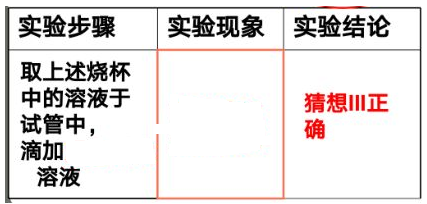 实验步骤 实验现象 实验结论
取上述烧杯
中的溶液于
试管中，
滴加
溶液
猜想III正
确